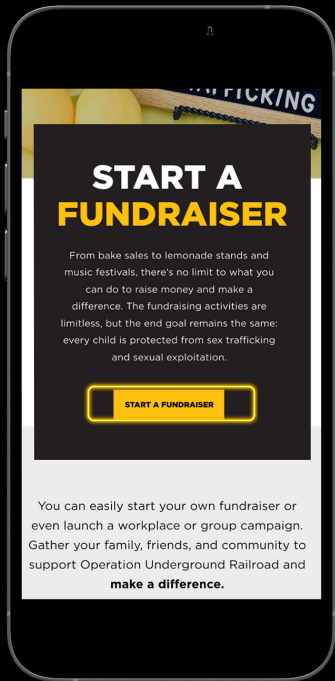 TRAFFICKING
START A
FUNDRAISER
From bake sales to lemonade stands and
music festivals, there's no limit to what you
can do to raise money and make a
difference. The fundraising activities are
limitless, but the end goal remains the same:
every child is protected from sex trafficking
and sexual exploitation.
START A FUNDRAISER
You can easily start your own fundraiser or
even launch a workplace or group campaign.
Gather your family, friends, and community to
support Operation Underground Railroad and
make a difference.